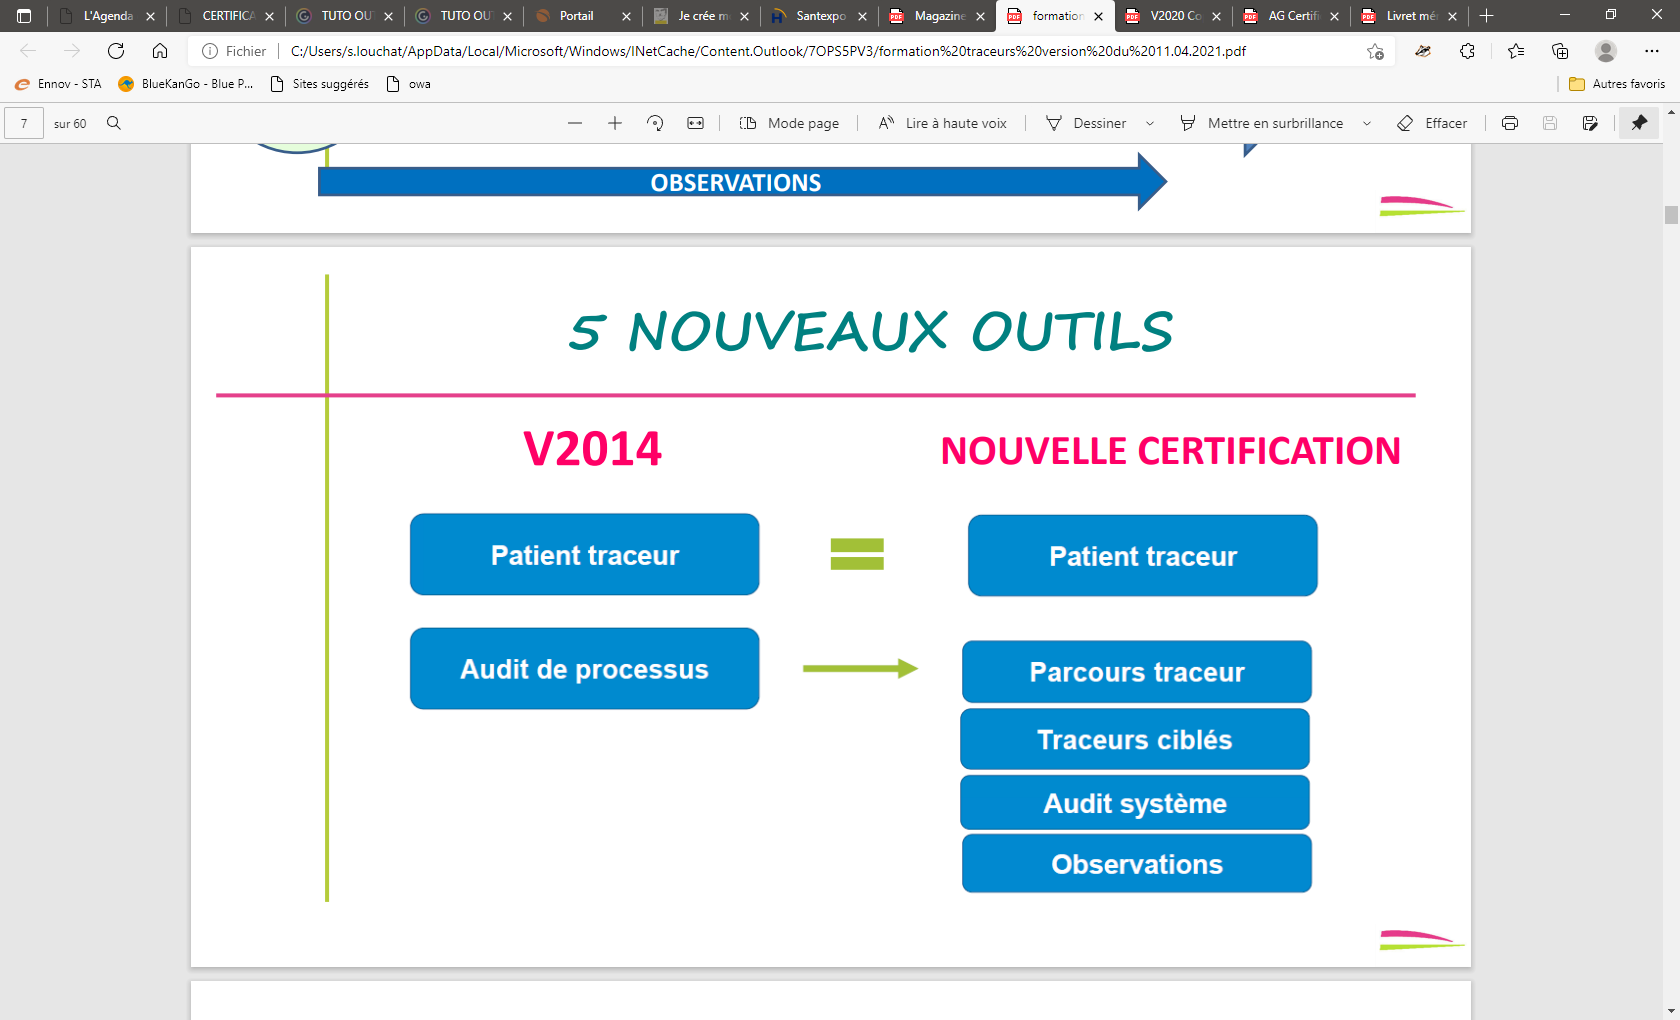 L'Agenda
CERTIFICA
TUTO OU
TUTO OU
Portail
Je crée m
Santexpo
Magazine
formation
V2020 Co
AG Certifi
Livret mé
Fichier
C:/Users/s.louchat/AppData/Local/Microsoft/Windows/INetCache/Content.Outlook/7OPS5PV3/formation%20traceurs%20version%20du%2011.04.2021.pdf
Ennov - STA
BlueKanGo - Blue P...
Sites suggérés
owa
Autres favoris
7 sur 60
Mode page
Lire à haute voix
Dessiner
Mettre en surbrillance
Effacer
OBSERVATIONS
5 NOUVEAUX OUTILS
V2014
NOUVELLE CERTIFICATION
Patient traceur = Patient traceur
Audit de processus
Parcours traceur
Traceurs ciblés
Audit système
Observations